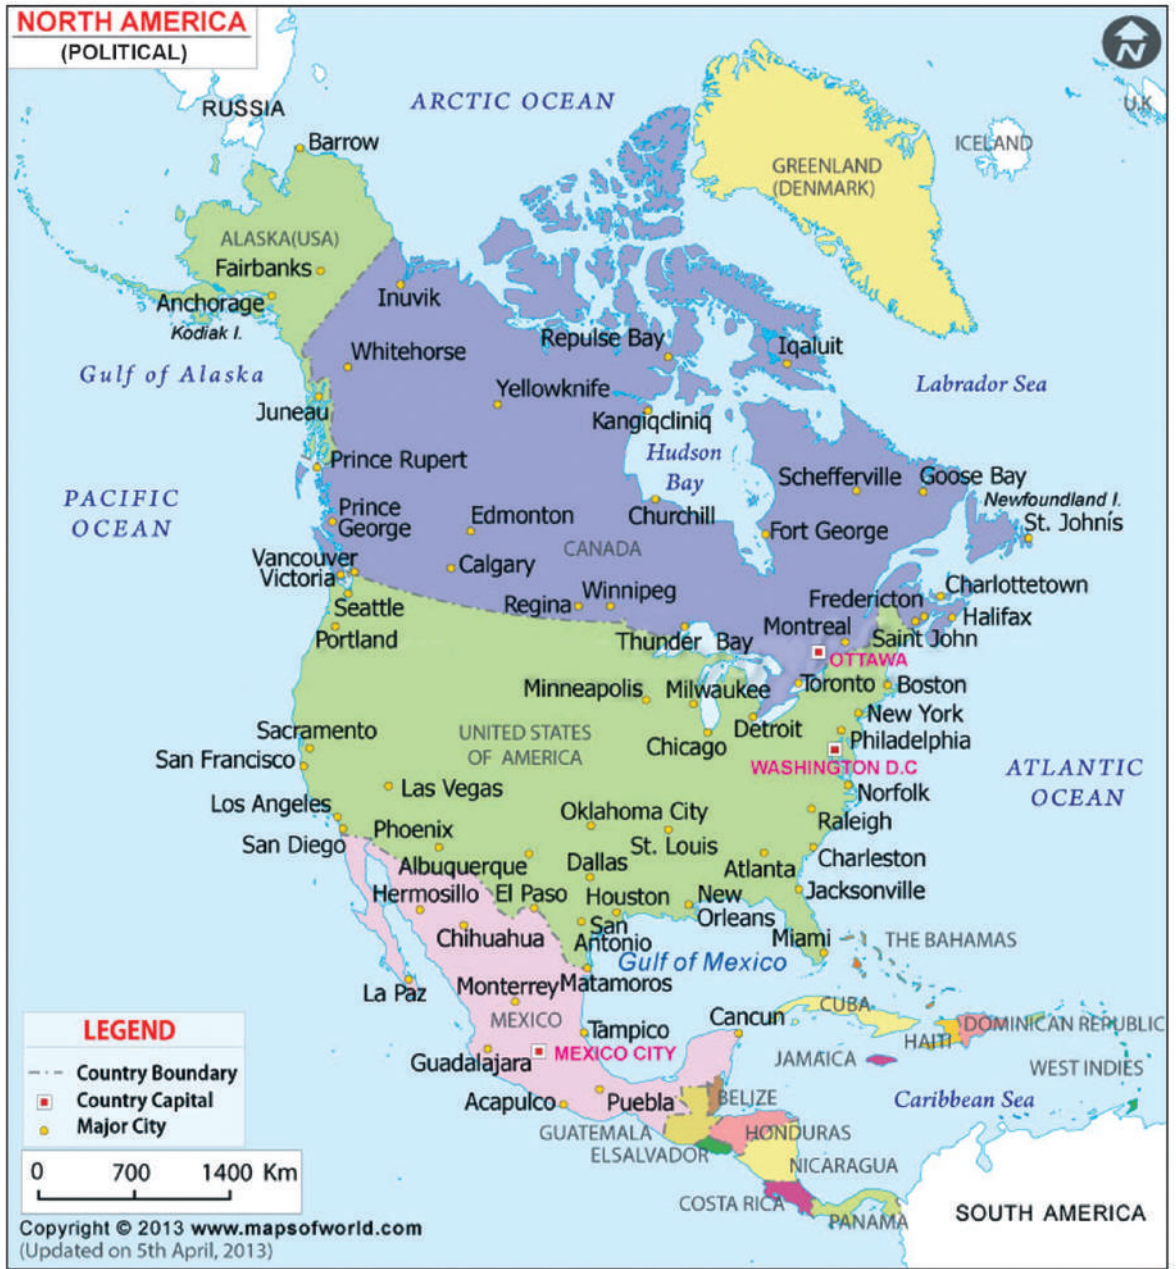 NORTH AMERICA
(POLITICAL)
RUSSIA
ARCTIC OCEAN
U.K
ICELAND
GREENLAND
(DENMARK)
Barrow
ALASKA(USA)
Fairbanks
Anchorage
Kodiak I.
Inuvik
Gulf of Alaska
Whitehorse
Repulse Bay
Iqaluit
Labrador Sea
Yellowknife
Juneau
Kangiqcliniq
Hudson
Bay
Prince Rupert
Schefferville
Goose Bay
Newfoundland I.
PACIFIC
OCEAN
Prince
George
Edmonton
Churchill
Fort George
St. Johnís
CANADA
Vancouver
Victoria
Calgary
Winnipeg
Regina
Charlottetown
Fredericton
Halifax
Seattle
Portland
Thunder Bay
Montreal
Saint John
OTTAWA
Minneapolis
Milwaukee
Toronto
Boston
New York
Detroit
Philadelphia
Chicago
UNITED STATES
OF AMERICA
Sacramento
San Francisco
WASHINGTON D.C
ATLANTIC
OCEAN
Las Vegas
Norfolk
Los Angeles
Oklahoma City
Raleigh
San Diego
Phoenix
St. Louis
Albuquerque
Dallas
Atlanta
Charleston
Hermosillo
El Paso
Houston
New
Orleans
Jacksonville
Chihuahua
San
Antonio
Miami
THE BAHAMAS
Gulf of Mexico
La Paz
Monterrey
Matamoros
MEXICO
Tampico
Cancun
CUBA
DOMINICAN REPUBLIC
HAITI
Guadalajara
MEXICO CITY
JAMAICA
WEST INDIES
Acapulco
Puebla
BELIZE
Caribbean Sea
GUATEMALA
HONDURAS
ELSALVADOR
NICARAGUA
COSTA RICA
PANAMA
SOUTH AMERICA
LEGEND
Country Boundary
Country Capital
Major City
0 700 1400 Km
Copyright © 2013 www.mapsofworld.com
(Updated on 5th April, 2013)
N